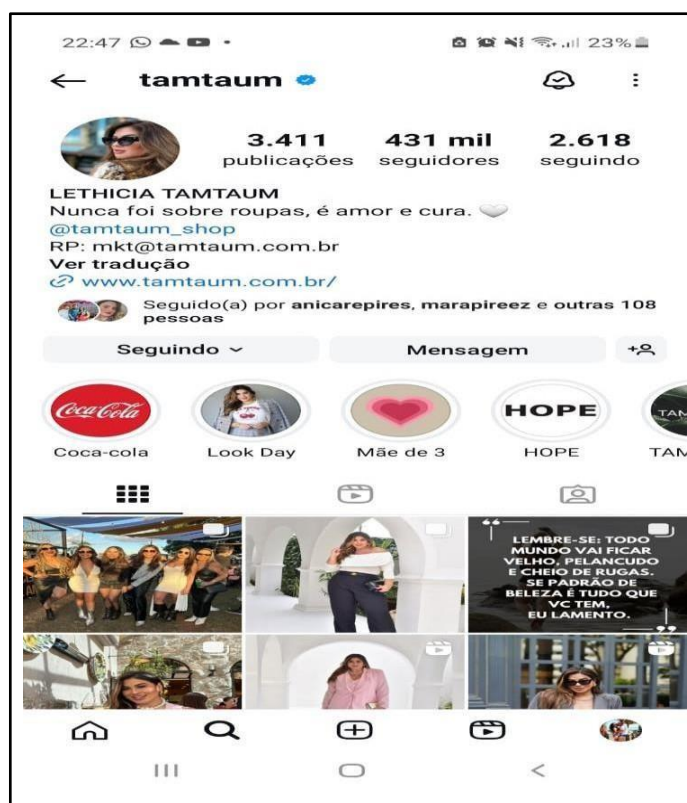 22:47
23%
tamtaum
3.411 431 mil 2.618
publicações seguidores seguindo
LETHICIA TAMTAUM
Nunca foi sobre roupas, é amor e cura.
@tamtaum_shop
RP: mkt@tamtaum.com.br
Ver tradução
www.tamtaum.com.br/
Seguido(a) por anicarepires, marapireez e outras 108
pessoas
Seguindo Mensagem
Coca-Cola
HOPE
TAM
Coca-cola Look Day Mãe de 3 HOPE TAM
LEMBRE-SE: TODO
MUNDO VAI FICAR
VELHO, PELANCUDO
E CHEIO DE RUGAS.
SE PADRÃO DE
BELEZA É TUDO QUE
VC TEM,
EU LAMENTO.